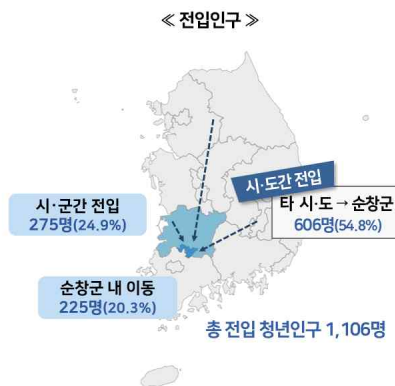 ≪ 전입인구 ≫
시·도간 전입
타 시·도 → 순창군
606명(54.8%)
시·군간 전입
275명(24.9%)
순창군 내 이동
225명(20.3%)
총 전입 청년인구 1,106명